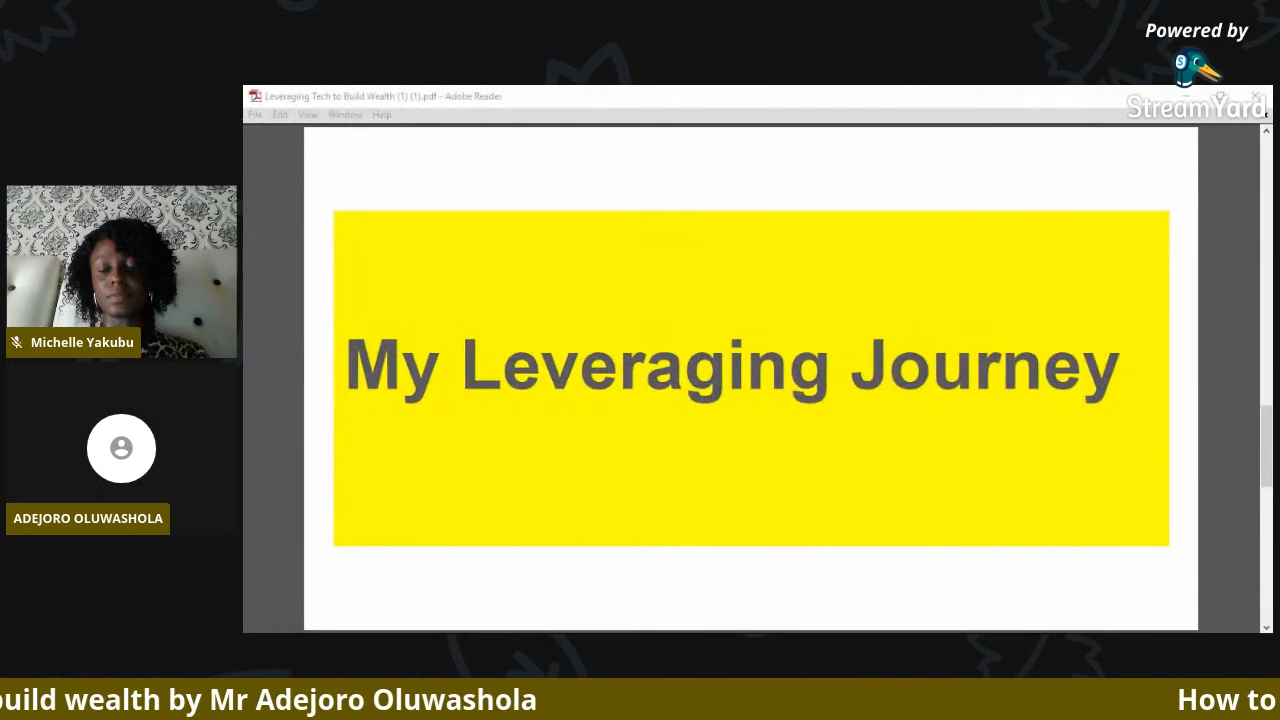 Powered by
StreamYard
Leveraging Tech to Build Wealth (1) (1).pdf - Adobe Reader
File Edit View Window Help
My Leveraging Journey
Michelle Yakubu
ADEJORO OLUWASHOLA
build wealth by Mr Adejoro Oluwashola
How to